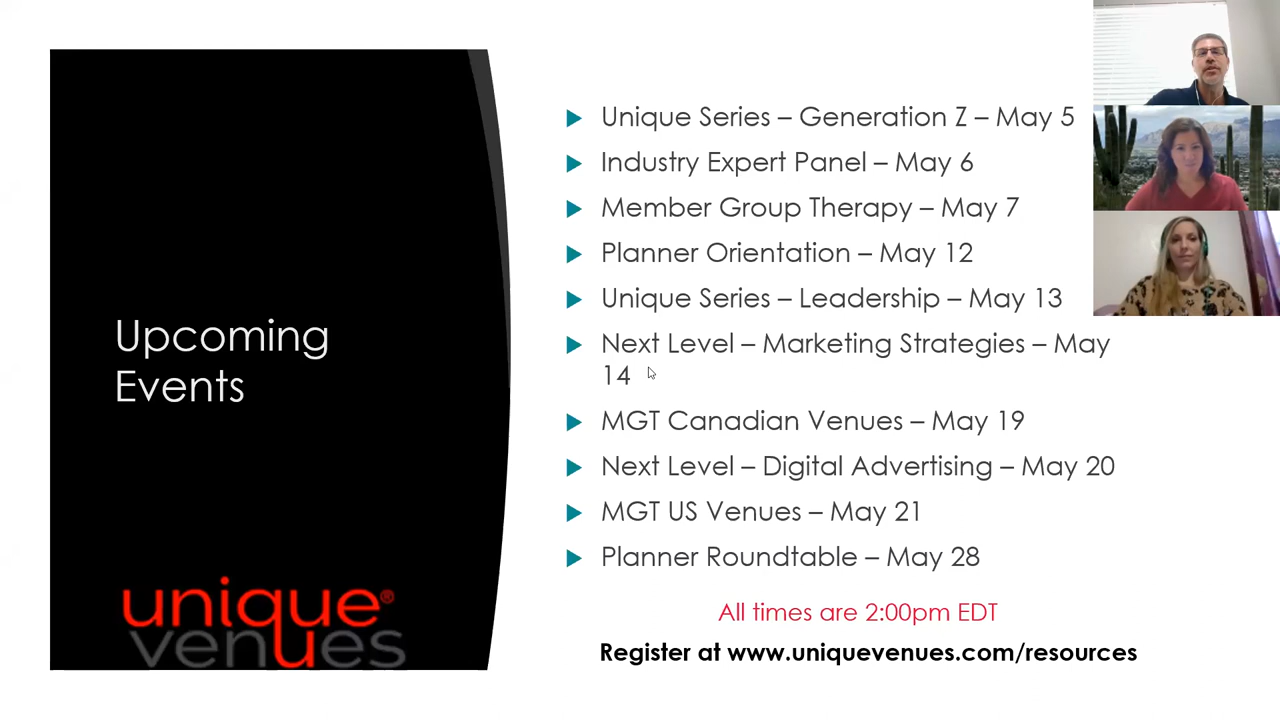 Upcoming
Events
unique®
venues
Unique Series – Generation Z – May 5
Industry Expert Panel – May 6
Member Group Therapy – May 7
Planner Orientation – May 12
Unique Series – Leadership – May 13
Next Level – Marketing Strategies – May
14
MGT Canadian Venues – May 19
Next Level – Digital Advertising – May 20
MGT US Venues – May 21
Planner Roundtable – May 28
All times are 2:00pm EDT
Register at www.uniquevenues.com/resources